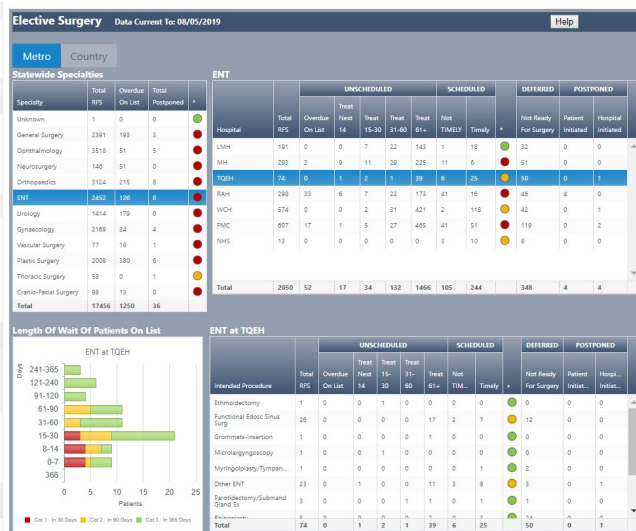 Elective Surgery Data Current To: 08/05/2019 Help
Metro Country
Statewide Specialties
Specialty Total RFS Overdue On List Total Postponed *
Unknown 1 0 0
General Surgery 2391 193 3
Ophthalmology 3518 51 5
Neurosurgery 146 51 0
Orthopaedics 3124 215 8
ENT 2452 126 8
Urology 1414 179 0
Gynaecology 2169 24 4
Vascular Surgery 77 18 1
Plastic Surgery 2008 380 6
Thoracic Surgery 58 0 1
Cranio-Facial Surgery 98 13 0
Total 17456 1250 36
ENT
UNSCHEDULED SCHEDULED DEFERRED POSTPONED
Hospital Total RFS Overdue On List Treat Next 14 Treat 15-30 Treat 31-60 Treat 61+ Not TIMELY Timely * Not Ready For Surgery Patient Initiated Hospital Initiated
LMH 191 0 0 7 22 143 1 18 32 0 0
MH 293 2 9 11 29 225 11 6 51 0 0
TQEH 74 0 1 2 1 39 6 25 50 0 1
RAH 298 33 6 7 22 173 41 16 46 4 0
WCH 574 0 0 2 31 421 2 118 42 0 1
FMC 607 17 1 5 27 465 41 51 119 0 2
NHS 13 0 0 0 0 0 3 10 8 0 0
Total 2050 52 17 34 132 1466 105 244 348 4 4
Length Of Wait Of Patients On List
ENT at TQEH
Days
241-365
121-240
91-120
61-90
31-60
15-30
8-14
0-7
366
0 5 10 15 20 25
Patients
Cat 1 - In 30 Days Cat 2 - In 90 Days Cat 3 - In 365 Days
ENT at TQEH
UNSCHEDULED SCHEDULED DEFERRED POSTPONED
Intended Procedure Total RFS Overdue On List Treat Next 14 Treat 15-30 Treat 31-60 Treat 61+ Not TIM... Timely * Not Ready For Surgery Patient Initiat... Hospi... Initiat...
Ethmoidectomy 1 0 0 1 0 0 0 0 0 0 0
Functional Edosc Sinus Surg 26 0 0 0 0 17 2 7 12 0 0
Grommets-Insertion 1 0 0 0 0 1 0 0 0 0 0
Microlargyngoscopy 1 0 0 1 0 0 0 0 0 0 0
Myringolplasty/Tympan... 1 0 0 0 0 0 0 1 2 0 0
Other ENT 23 0 1 0 0 11 3 8 3 0 1
Parotidectomy/Submand Gland Ex 3 0 0 0 1 1 0 1 1 0 0
Total 74 0 1 2 1 39 6 25 50 0 1